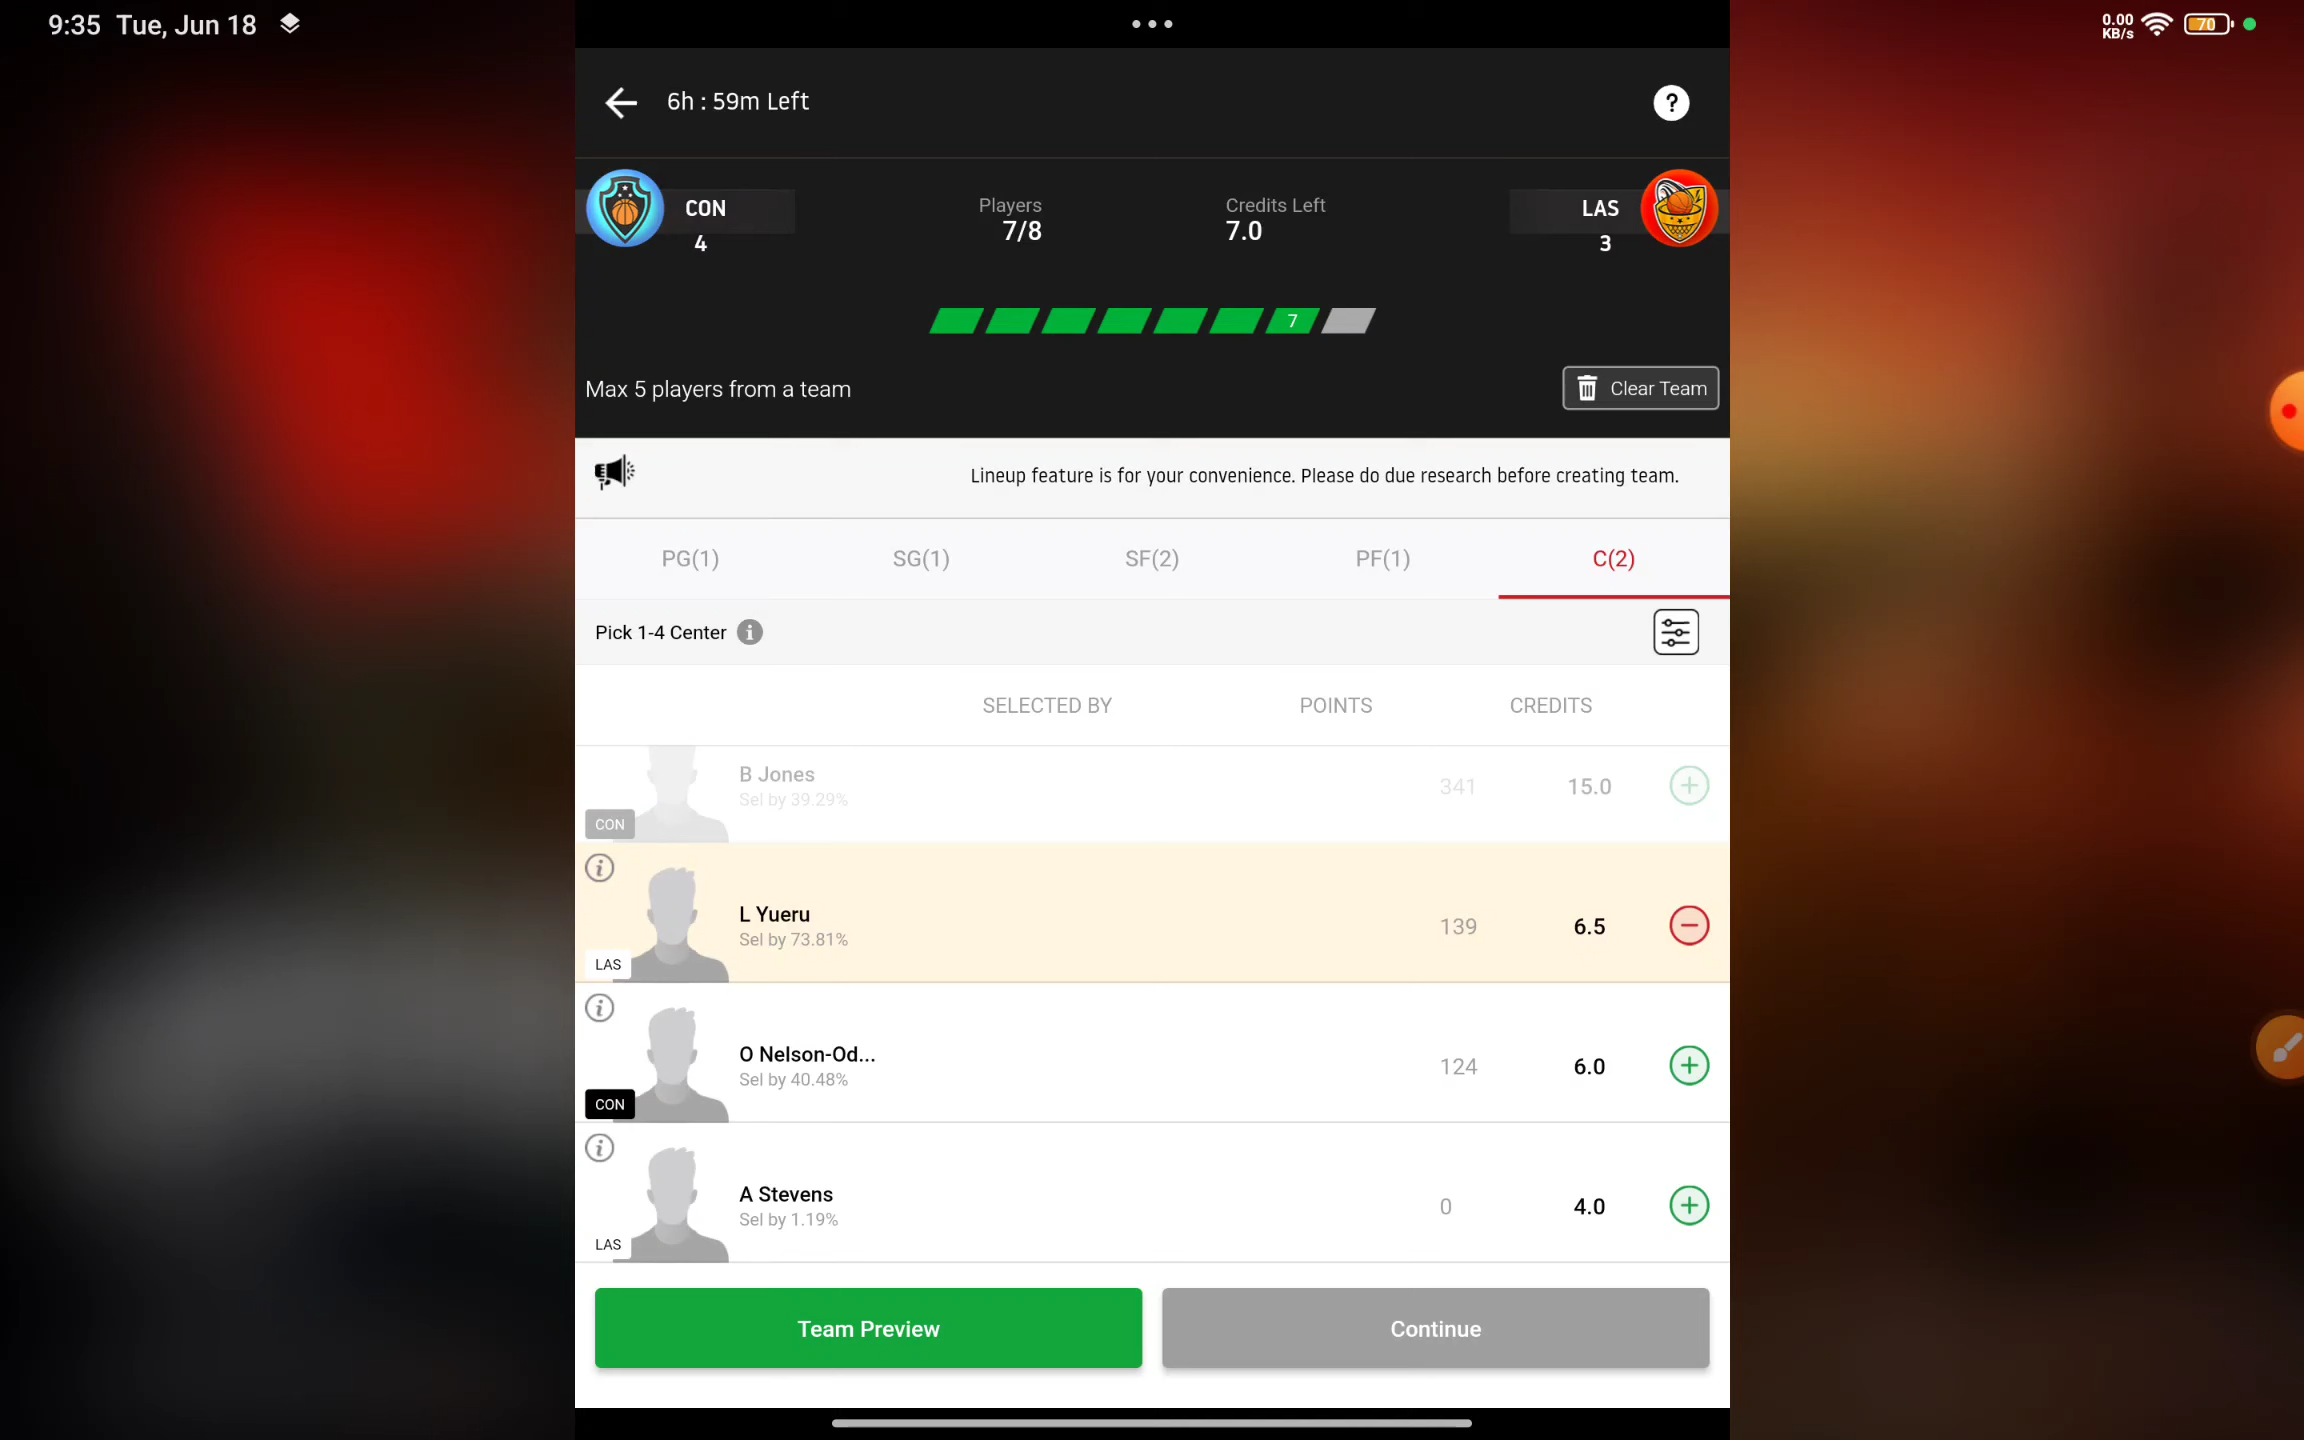 9:35 Tue, Jun 18
0.00
KB/s
70
6h : 59m Left
?
CON
4
Players
7/8
Credits Left
7.0
LAS
3
7
Max 5 players from a team
Clear Team
Lineup feature is for your convenience. Please do due research before creating team.
PG(1) SG(1) SF(2) PF(1) C(2)
Pick 1-4 Center i
SELECTED BY POINTS CREDITS
B Jones
Sel by 39.29%
341 15.0
CON
i
L Yueru
Sel by 73.81%
139 6.5
LAS
i
O Nelson-Od...
Sel by 40.48%
124 6.0
CON
i
A Stevens
Sel by 1.19%
0 4.0
LAS
Team Preview
Continue